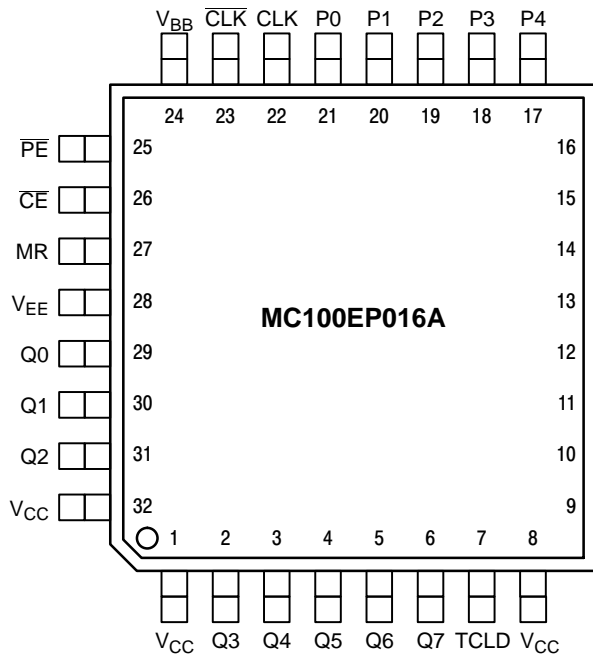 VBB CLK CLK P0 P1 P2 P3 P4
24 23 22 21 20 19 18 17
PE 25 16
CE 26 15
MR 27 14
VEE 28 13
MC100EP016A
Q0 29 12
Q1 30 11
Q2 31 10
VCC 32 9
1 2 3 4 5 6 7 8
VCC Q3 Q4 Q5 Q6 Q7 TCLD VCC